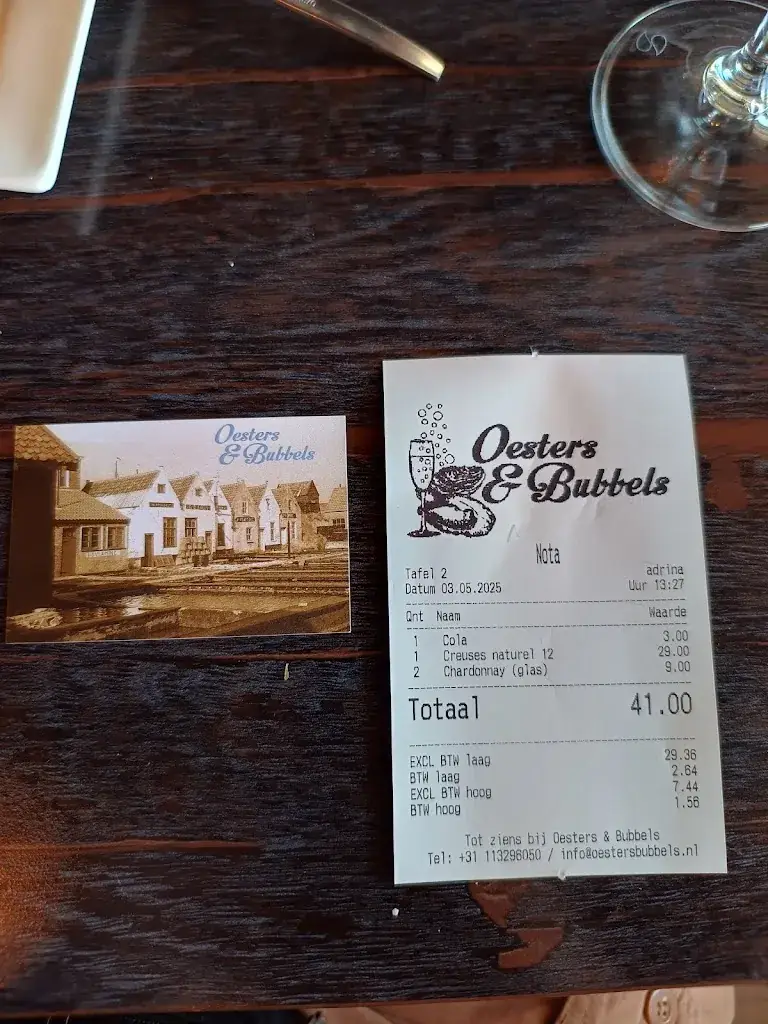 Oesters
& Bubbels
Oesters
& Bubbels
Nota
Tafel 2 adrina
Datum 03.05.2025 Uur 13:27
Qnt Naam Waarde
1 Cola 3.00
1 Creuses naturel 12 29.00
2 Chardonnay (glas) 9.00
Totaal 41.00
EXCL BTW laag 29.36
BTW laag 2.64
EXCL BTW hoog 7.44
BTW hoog 1.56
Tot ziens bij Oesters & Bubbels
Tel: +31 113296050 / info@oestersbubbels.nl